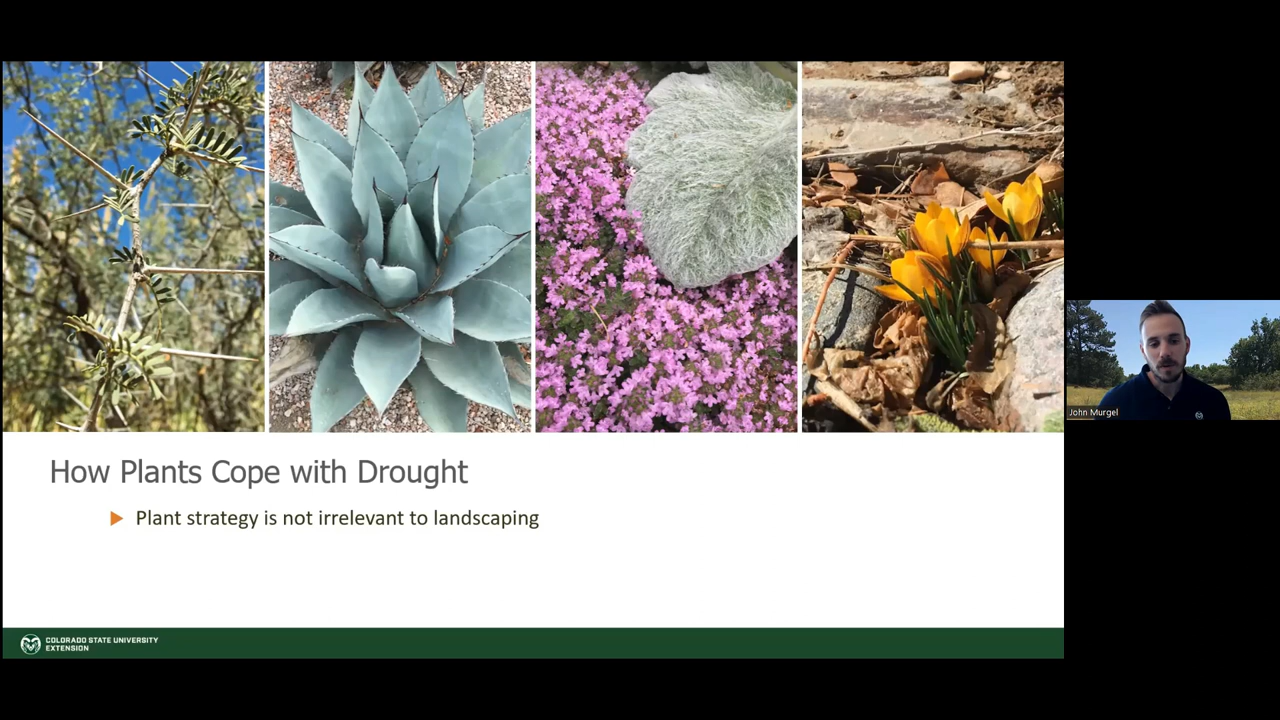 How Plants Cope with Drought
Plant strategy is not irrelevant to landscaping
COLORADO STATE UNIVERSITY
EXTENSION
John Murgel